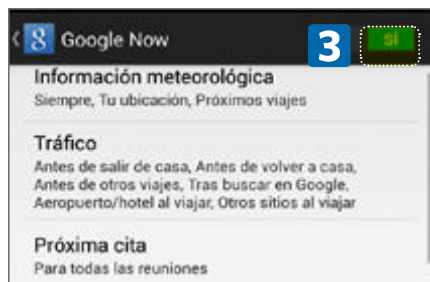 Google Now
3
SÍ
Información meteorológica
Siempre, Tu ubicación, Próximos viajes
Tráfico
Antes de salir de casa, Antes de volver a casa,
Antes de otros viajes, Tras buscar en Google,
Aeropuerto/hotel al viajar, Otros sitios al viajar
Próxima cita
Para todas las reuniones